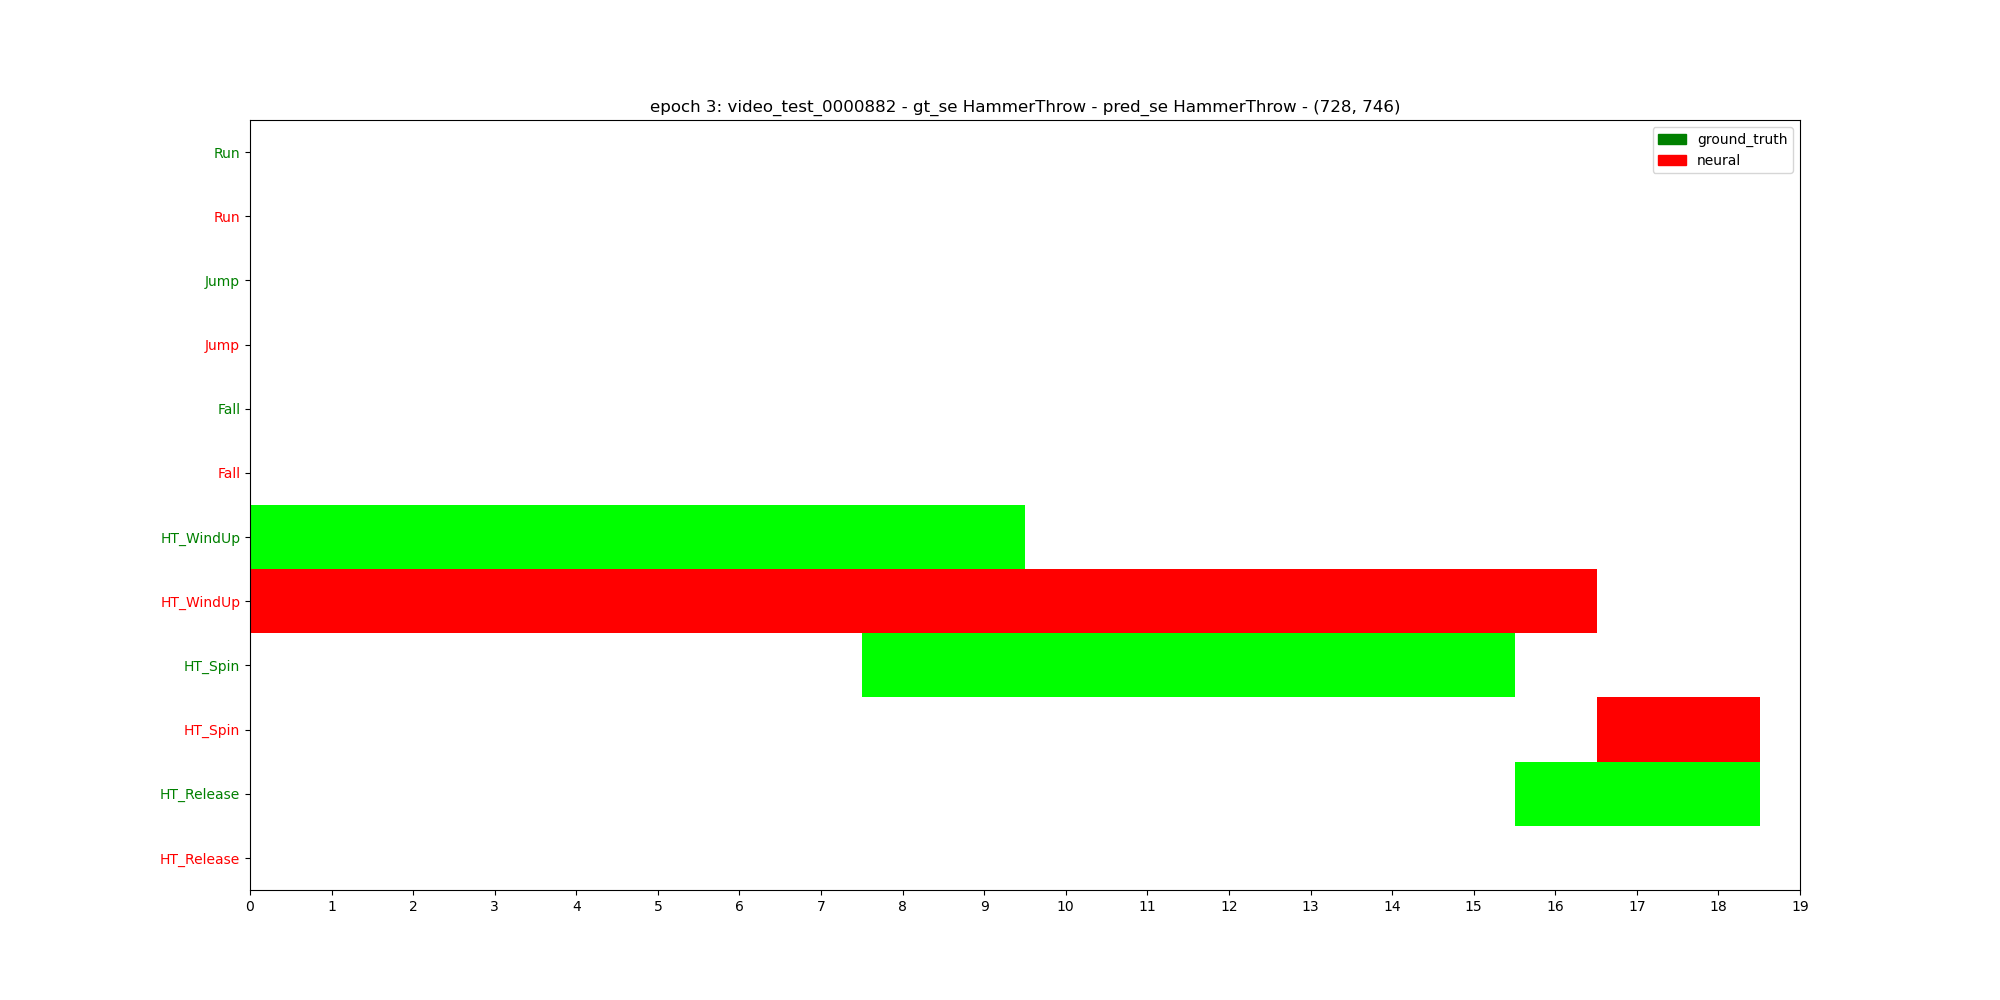 epoch 3: video_test_0000882 - gt_se HammerThrow - pred_se HammerThrow - (728, 746)
ground_truth
neural
Run
Run
Jump
Jump
Fall
Fall
HT_WindUp
HT_WindUp
HT_Spin
HT_Spin
HT_Release
HT_Release
0 1 2 3 4 5 6 7 8 9 10 11 12 13 14 15 16 17 18 19